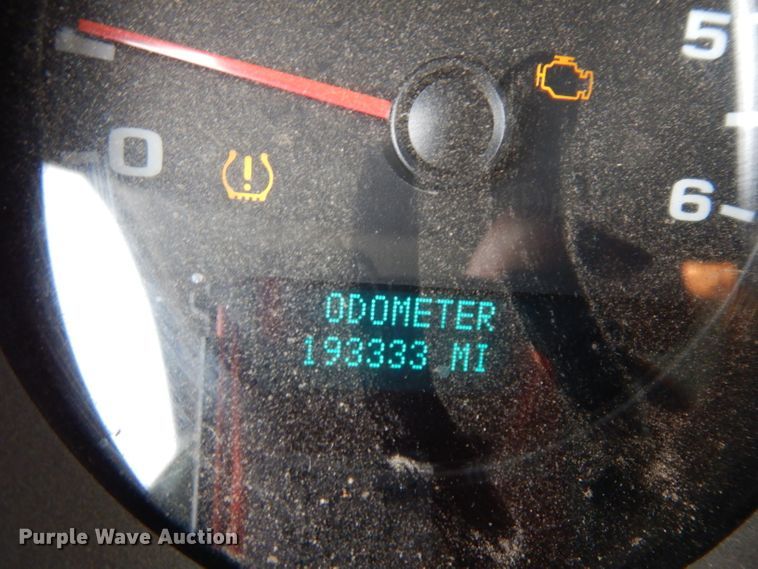 5
0
6
ODOMETER
193333 MI
Purple Wave Auction